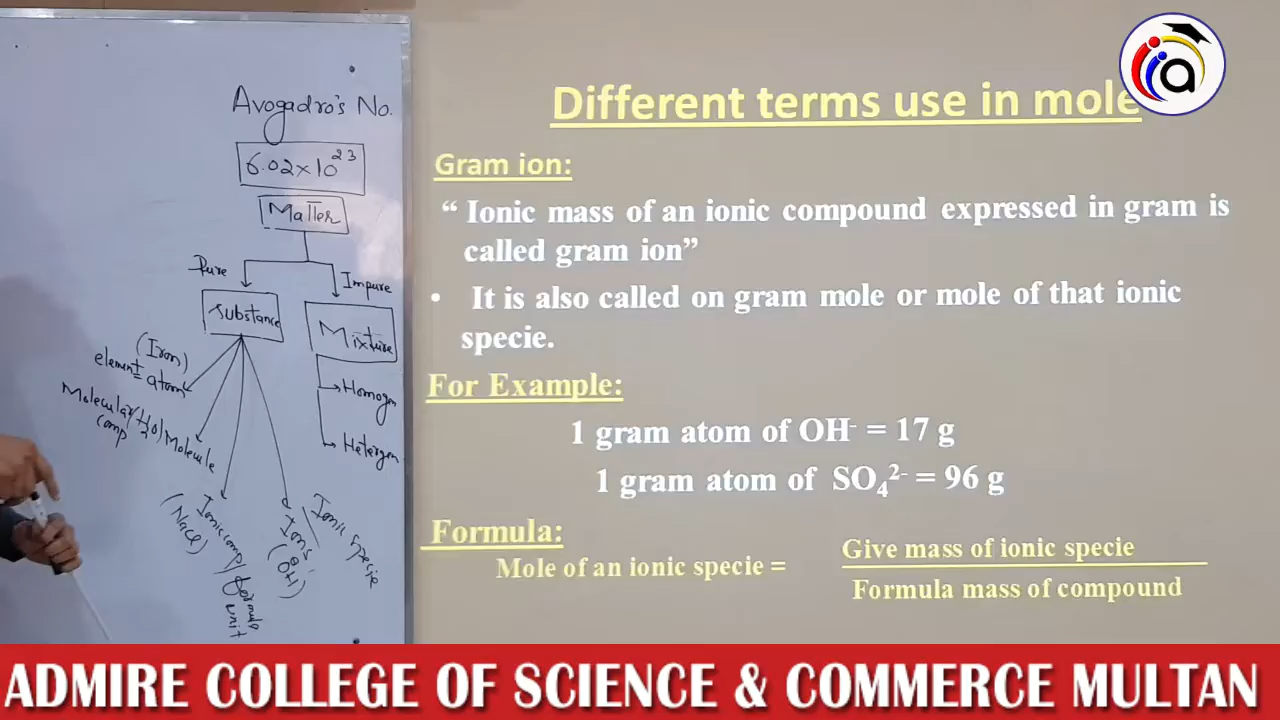 Avogadro's No.
6.02×10²³
Matter
Pure
Impure
Substance
Mixture
(Iron)
element = atom
Homogen
Hetergen
Molecular comp
(H₂O) Molecule
Ionic comp / formula unit
(NaCl)
Ions / Ionic specie
(OH⁻)
a
Different terms use in mole
Gram ion:
“ Ionic mass of an ionic compound expressed in gram is
called gram ion”
• It is also called on gram mole or mole of that ionic
specie.
For Example:
1 gram atom of OH⁻ = 17 g
1 gram atom of SO₄²⁻ = 96 g
Formula:
Mole of an ionic specie =
Give mass of ionic specie
Formula mass of compound
ADMIRE COLLEGE OF SCIENCE & COMMERCE MULTAN